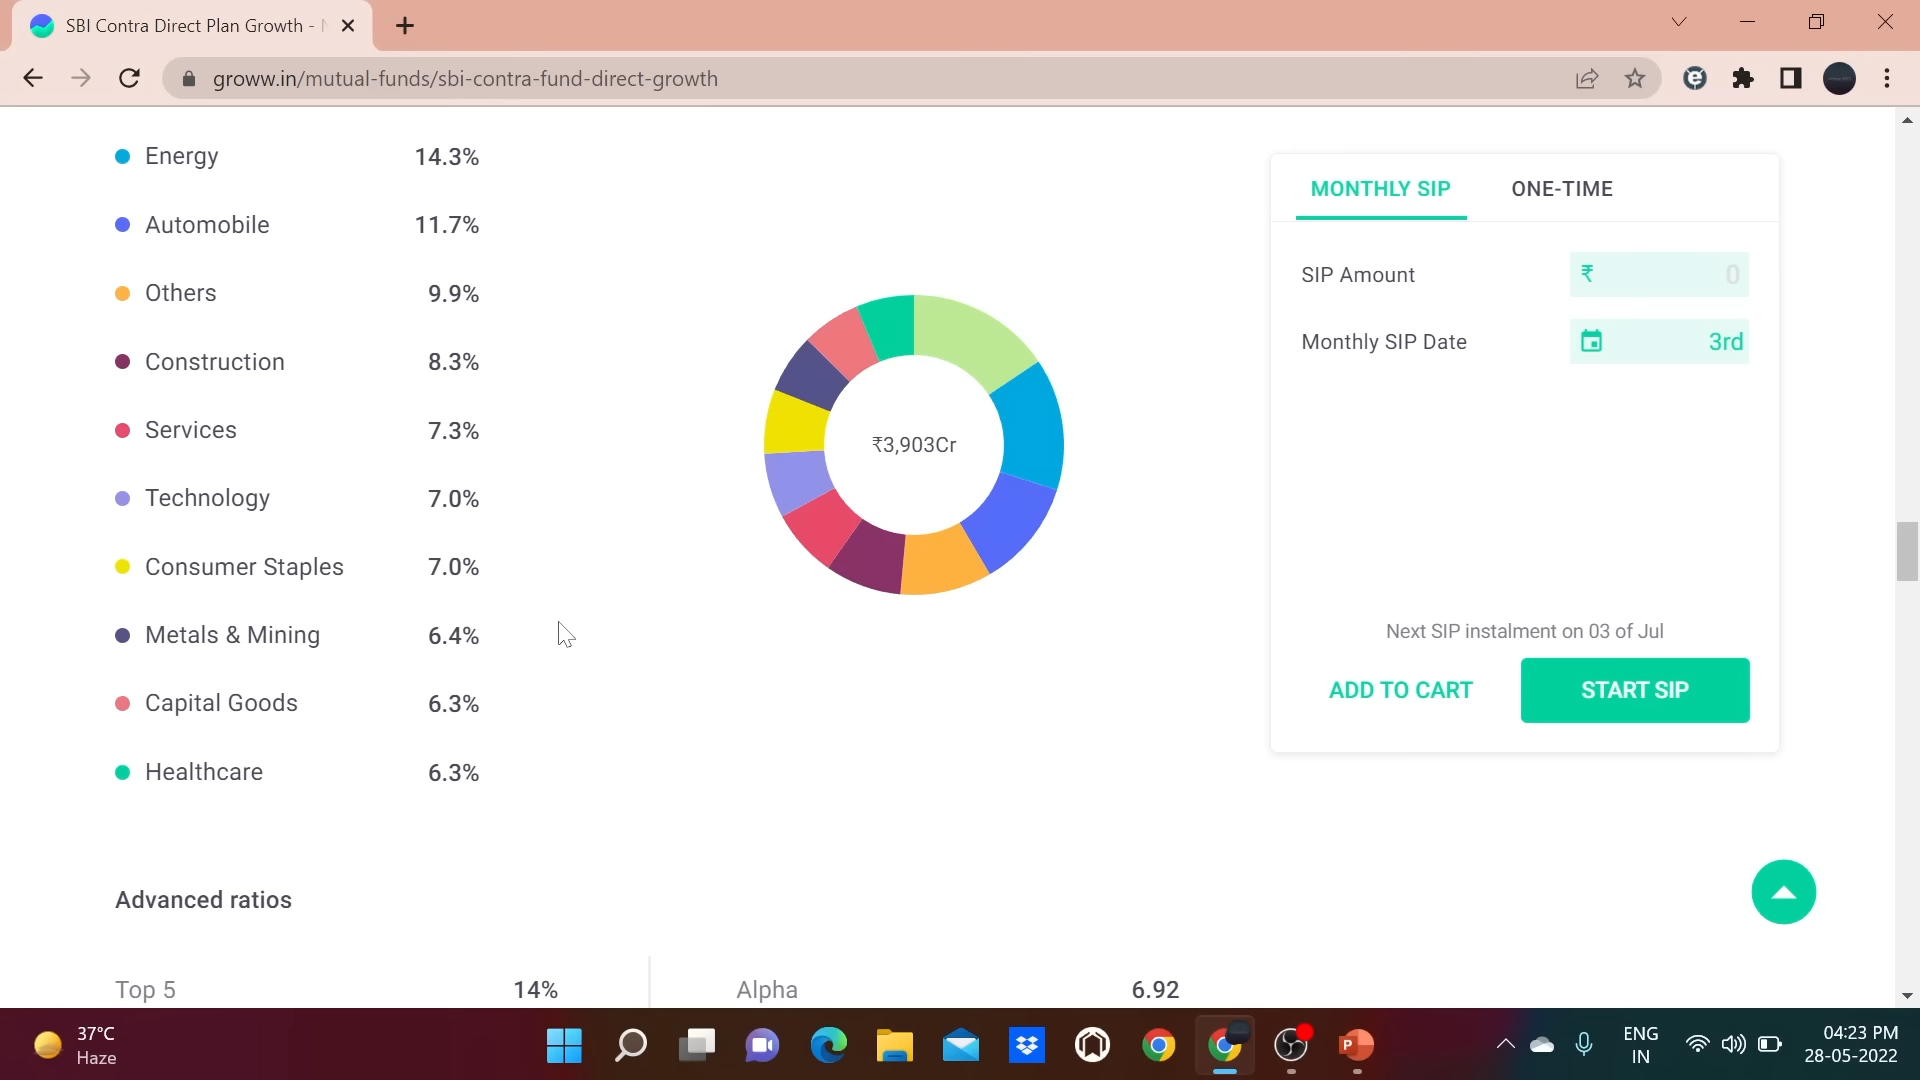 SBI Contra Direct Plan Growth -
groww.in/mutual-funds/sbi-contra-fund-direct-growth
Energy 14.3%
Automobile 11.7%
Others 9.9%
Construction 8.3%
Services 7.3%
Technology 7.0%
Consumer Staples 7.0%
Metals & Mining 6.4%
Capital Goods 6.3%
Healthcare 6.3%
₹3,903Cr
MONTHLY SIP ONE-TIME
SIP Amount ₹ 0
Monthly SIP Date 3rd
Next SIP instalment on 03 of Jul
ADD TO CART START SIP
Advanced ratios
Top 5 14% Alpha 6.92
37°C
Haze
ENG
IN
04:23 PM
28-05-2022